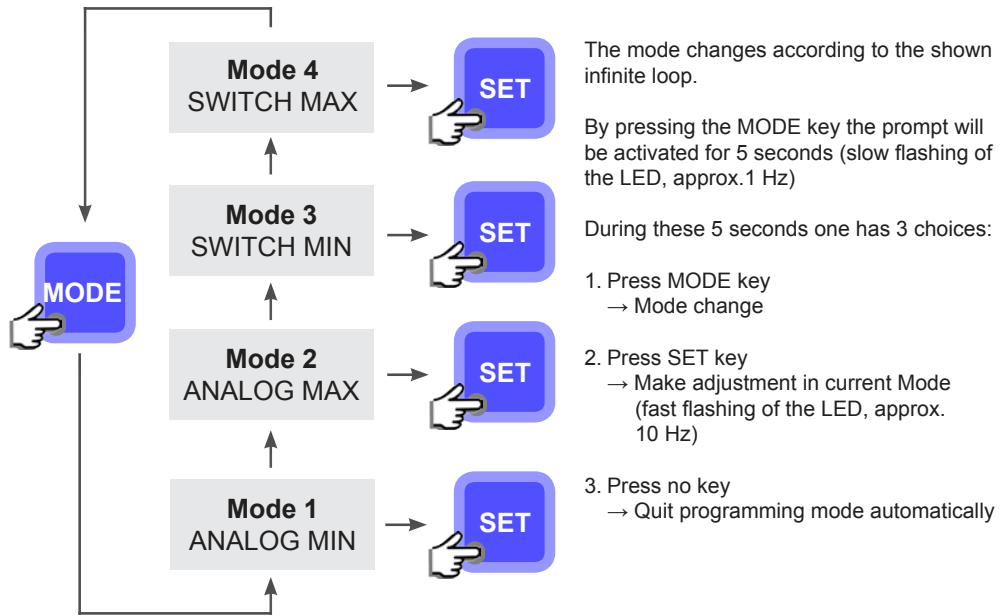 Mode 4
SWITCH MAX
SET
Mode 3
SWITCH MIN
SET
MODE
Mode 2
ANALOG MAX
SET
Mode 1
ANALOG MIN
SET
The mode changes according to the shown
infinite loop.
By pressing the MODE key the prompt will
be activated for 5 seconds (slow flashing of
the LED, approx.1 Hz)
During these 5 seconds one has 3 choices:
1. Press MODE key
→ Mode change
2. Press SET key
→ Make adjustment in current Mode
(fast flashing of the LED, approx.
10 Hz)
3. Press no key
→ Quit programming mode automatically